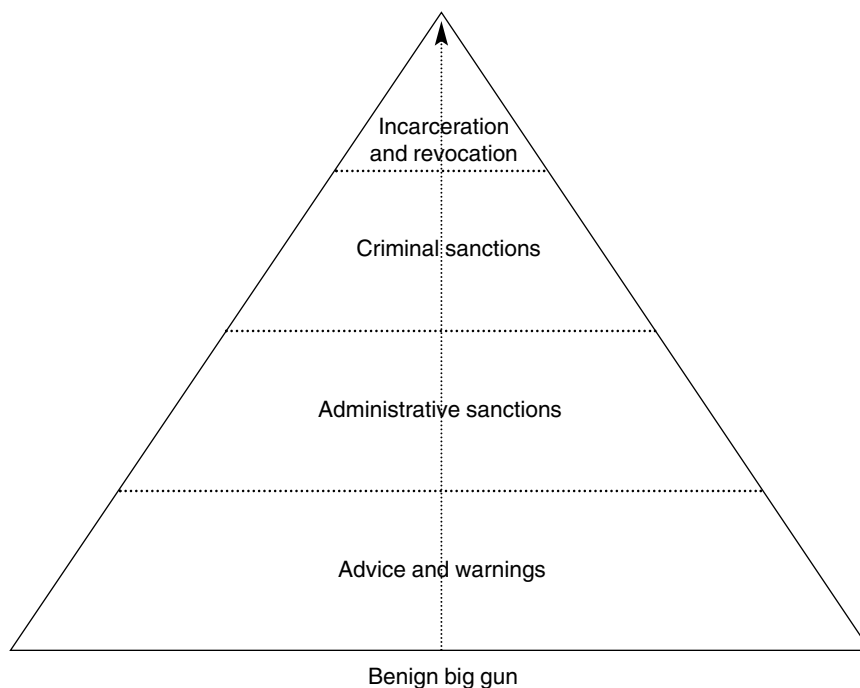 Incarceration
and revocation
Criminal sanctions
Administrative sanctions
Advice and warnings
Benign big gun